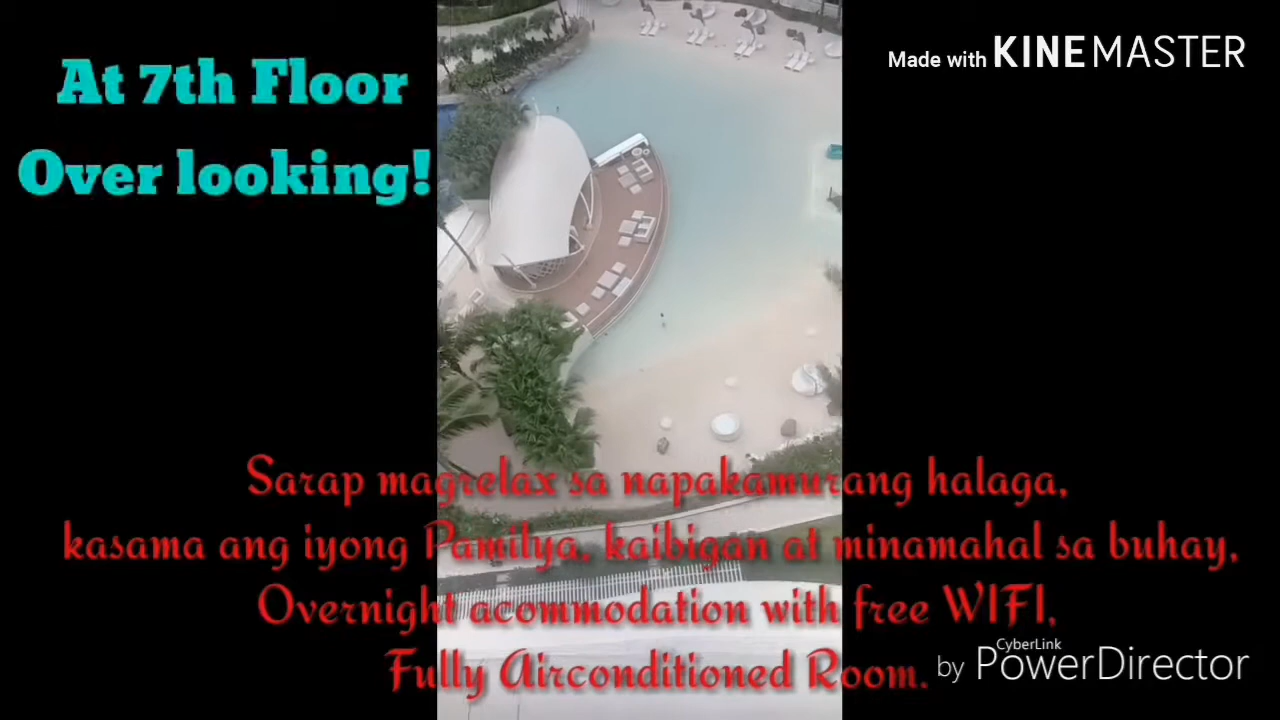 At 7th Floor
Over looking!
Made with KINEMASTER
Sarap magrelax sa napakamurang halaga,
kasama ang iyong Pamilya, kaibigan at minamahal sa buhay,
Overnight acommodation with free WIFI,
Fully Airconditioned Room.
CyberLink
by PowerDirector